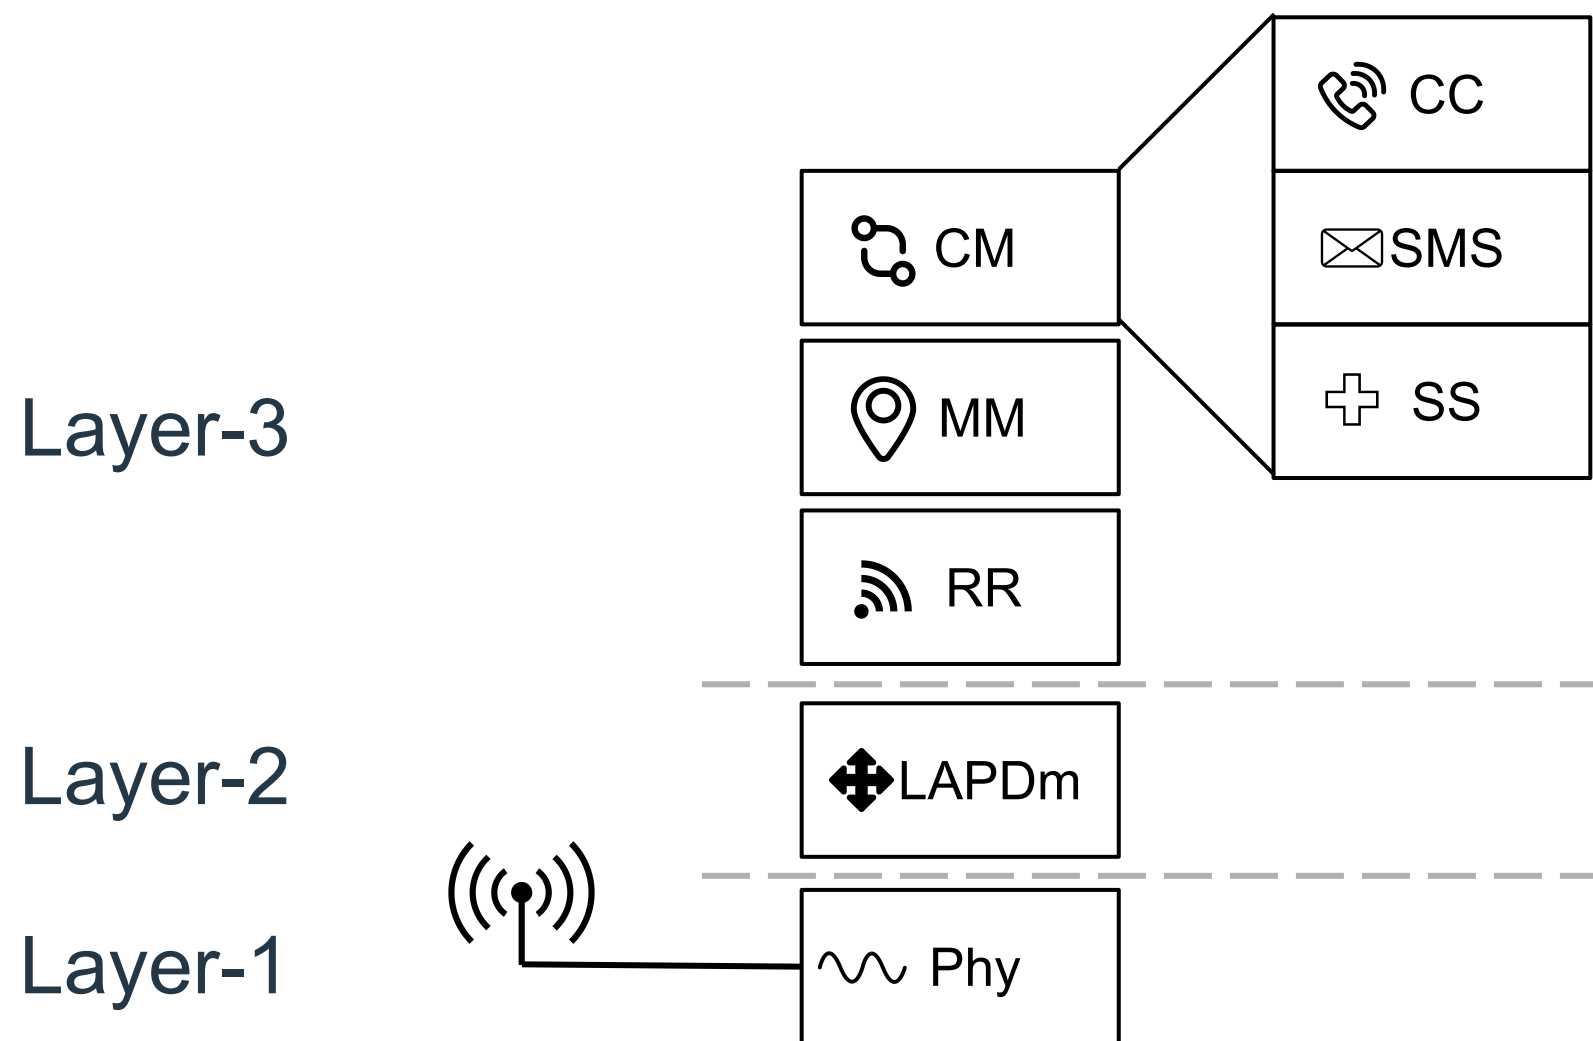 CC
CM
SMS
Layer-3
MM
SS
RR
Layer-2
LAPDm
Layer-1
Phy